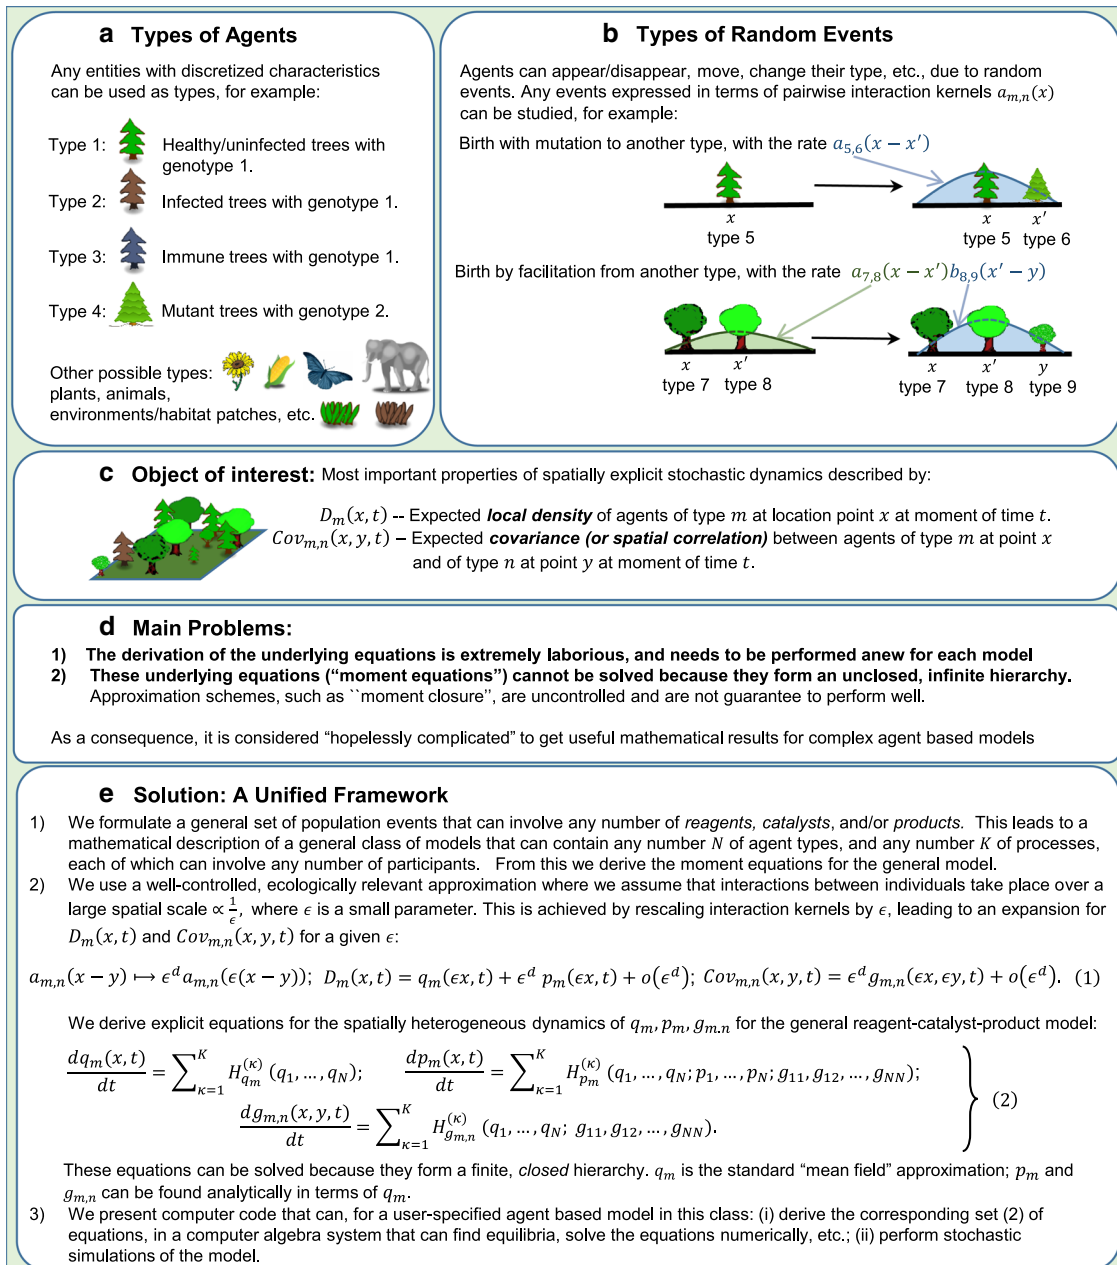 a Types of Agents
Any entities with discretized characteristics
can be used as types, for example:
Type 1: Healthy/uninfected trees with
genotype 1.
Type 2: Infected trees with genotype 1.
Type 3: Immune trees with genotype 1.
Type 4: Mutant trees with genotype 2.
Other possible types:
plants, animals,
environments/habitat patches, etc.
b Types of Random Events
Agents can appear/disappear, move, change their type, etc., due to random
events. Any events expressed in terms of pairwise interaction kernels a_{m,n}(x)
can be studied, for example:
Birth with mutation to another type, with the rate a_{5,6}(x − x′)
x x x′
type 5 type 5 type 6
Birth by facilitation from another type, with the rate a_{7,8}(x − x′)b_{8,9}(x′ − y)
x x′ x x′ y
type 7 type 8 type 7 type 8 type 9
c Object of interest: Most important properties of spatially explicit stochastic dynamics described by:
D_m(x, t) -- Expected local density of agents of type m at location point x at moment of time t.
Cov_{m,n}(x, y, t) – Expected covariance (or spatial correlation) between agents of type m at point x
and of type n at point y at moment of time t.
d Main Problems:
1) The derivation of the underlying equations is extremely laborious, and needs to be performed anew for each model
2) These underlying equations (“moment equations”) cannot be solved because they form an unclosed, infinite hierarchy.
Approximation schemes, such as ``moment closure'', are uncontrolled and are not guarantee to perform well.
As a consequence, it is considered “hopelessly complicated” to get useful mathematical results for complex agent based models
e Solution: A Unified Framework
1) We formulate a general set of population events that can involve any number of reagents, catalysts, and/or products. This leads to a
mathematical description of a general class of models that can contain any number N of agent types, and any number K of processes,
each of which can involve any number of participants. From this we derive the moment equations for the general model.
2) We use a well-controlled, ecologically relevant approximation where we assume that interactions between individuals take place over a
large spatial scale ∝ 1/ϵ, where ϵ is a small parameter. This is achieved by rescaling interaction kernels by ϵ, leading to an expansion for
D_m(x, t) and Cov_{m,n}(x, y, t) for a given ϵ:
a_{m,n}(x − y) ↦ ϵ^d a_{m,n}(ϵ(x − y)); D_m(x, t) = q_m(ϵx, t) + ϵ^d p_m(ϵx, t) + o(ϵ^d); Cov_{m,n}(x, y, t) = ϵ^d g_{m,n}(ϵx, ϵy, t) + o(ϵ^d). (1)
We derive explicit equations for the spatially heterogeneous dynamics of q_m, p_m, g_{m.n} for the general reagent-catalyst-product model:
dq_m(x, t)/dt = ∑_{κ=1}^K H_{q_m}^{(κ)} (q_1, …, q_N); dp_m(x, t)/dt = ∑_{κ=1}^K H_{p_m}^{(κ)} (q_1, …, q_N; p_1, …, p_N; g_{11}, g_{12}, …, g_{NN});
dg_{m,n}(x, y, t)/dt = ∑_{κ=1}^K H_{g_{m,n}}^{(κ)} (q_1, …, q_N; g_{11}, g_{12}, …, g_{NN}). (2)
These equations can be solved because they form a finite, closed hierarchy. q_m is the standard “mean field” approximation; p_m and
g_{m,n} can be found analytically in terms of q_m.
3) We present computer code that can, for a user-specified agent based model in this class: (i) derive the corresponding set (2) of
equations, in a computer algebra system that can find equilibria, solve the equations numerically, etc.; (ii) perform stochastic
simulations of the model.